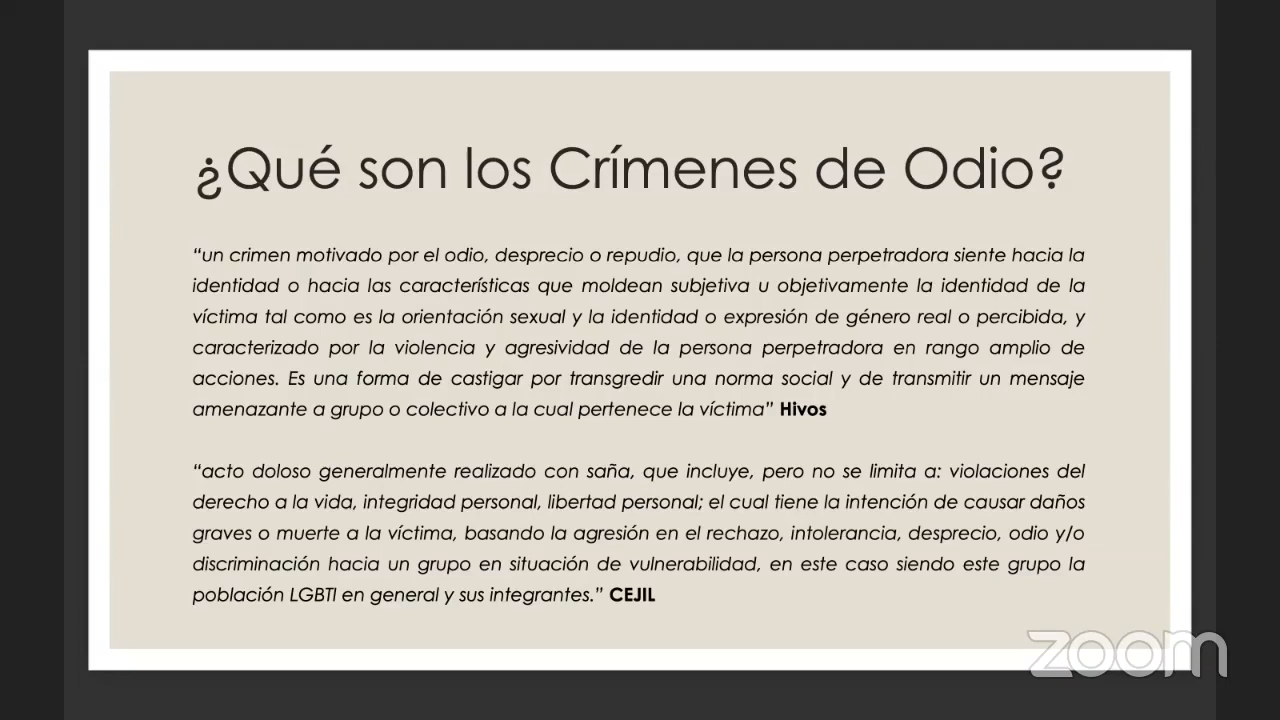 ¿Qué son los Crímenes de Odio?
“un crimen motivado por el odio, desprecio o repudio, que la persona perpetradora siente hacia la
identidad o hacia las características que moldean subjetiva u objetivamente la identidad de la
víctima tal como es la orientación sexual y la identidad o expresión de género real o percibida, y
caracterizado por la violencia y agresividad de la persona perpetradora en rango amplio de
acciones. Es una forma de castigar por transgredir una norma social y de transmitir un mensaje
amenazante a grupo o colectivo a la cual pertenece la víctima” Hivos
“acto doloso generalmente realizado con saña, que incluye, pero no se limita a: violaciones del
derecho a la vida, integridad personal, libertad personal; el cual tiene la intención de causar daños
graves o muerte a la víctima, basando la agresión en el rechazo, intolerancia, desprecio, odio y/o
discriminación hacia un grupo en situación de vulnerabilidad, en este caso siendo este grupo la
población LGBTI en general y sus integrantes.” CEJIL
zoom